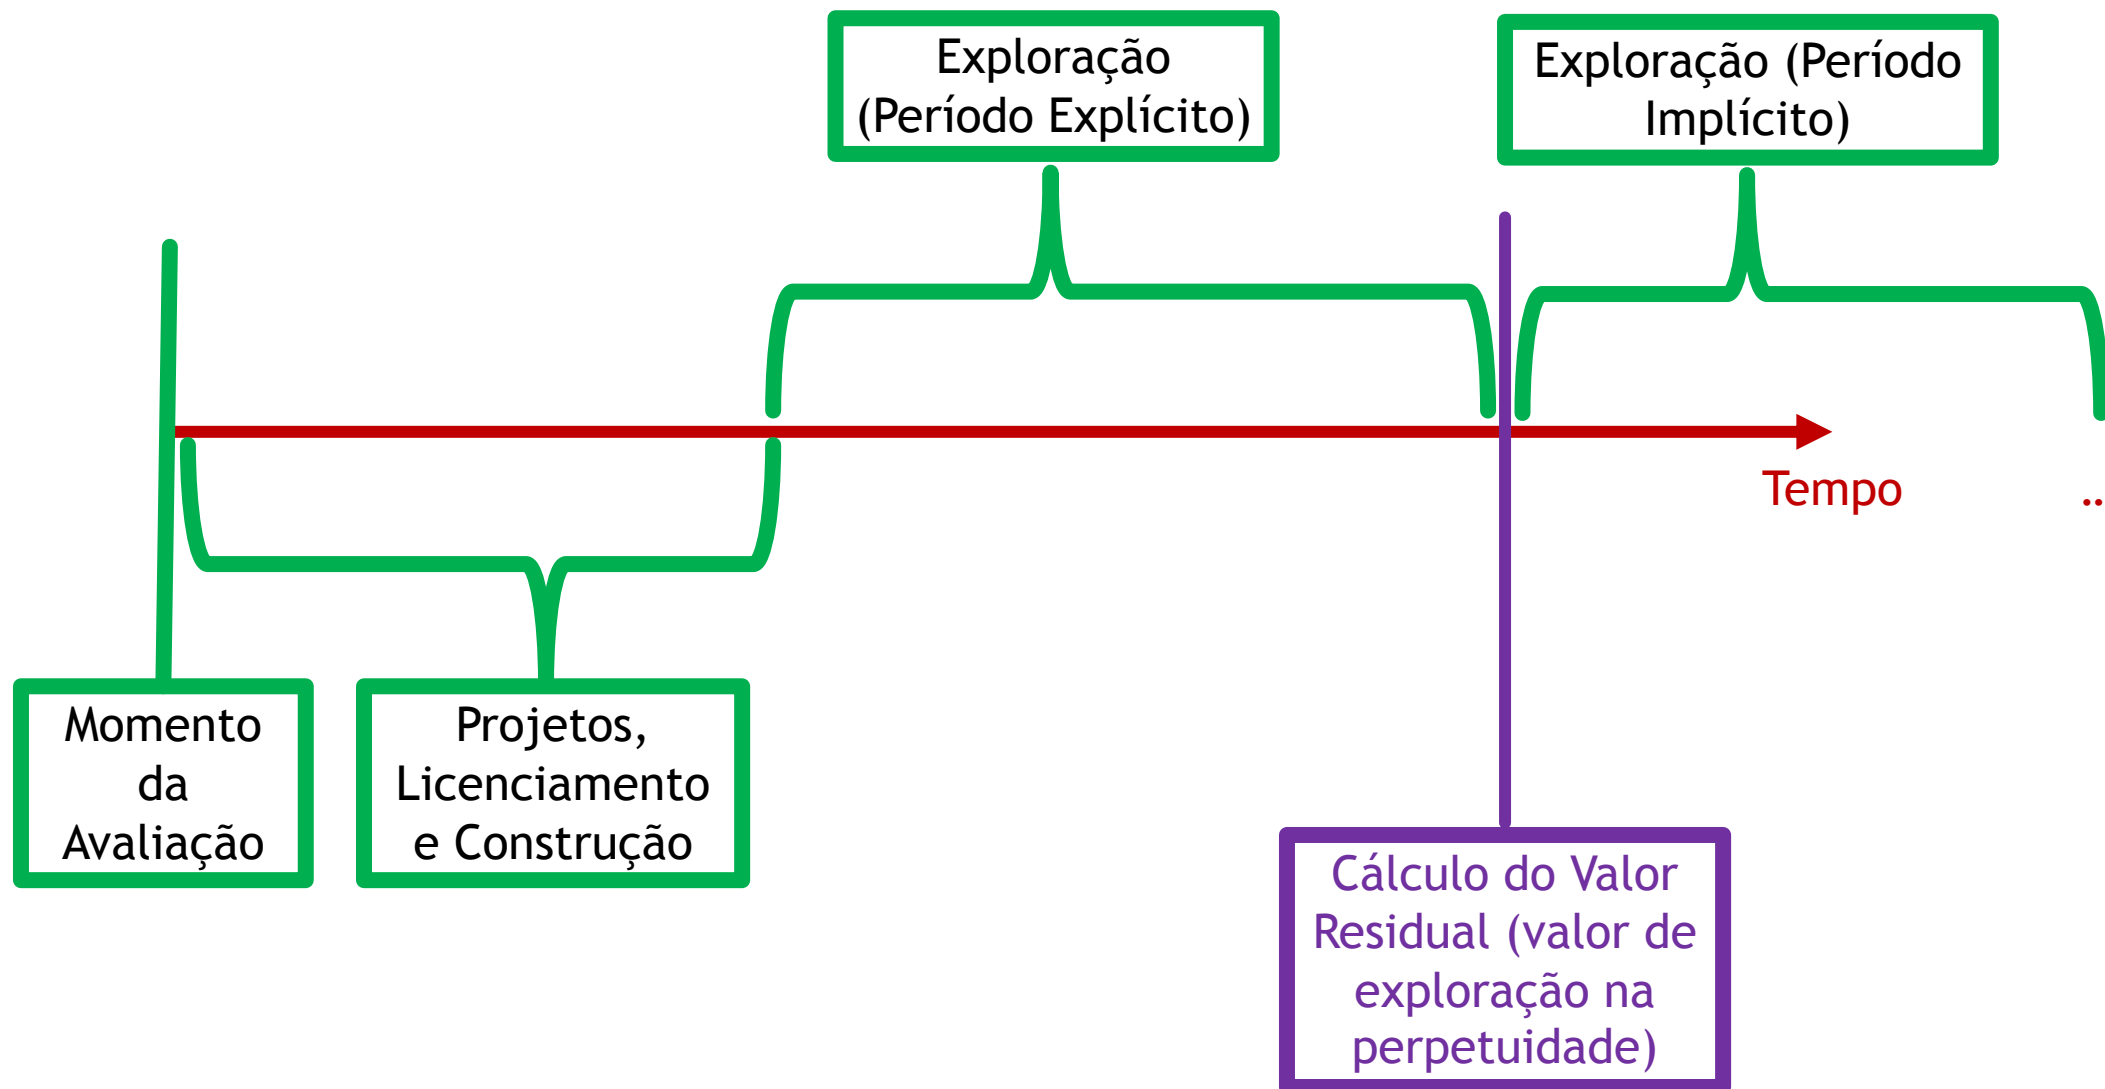 Exploração
(Período Explícito)
Exploração (Período
Implícito)
Tempo
..
Momento
da
Avaliação
Projetos,
Licenciamento
e Construção
Cálculo do Valor
Residual (valor de
exploração na
perpetuidade)